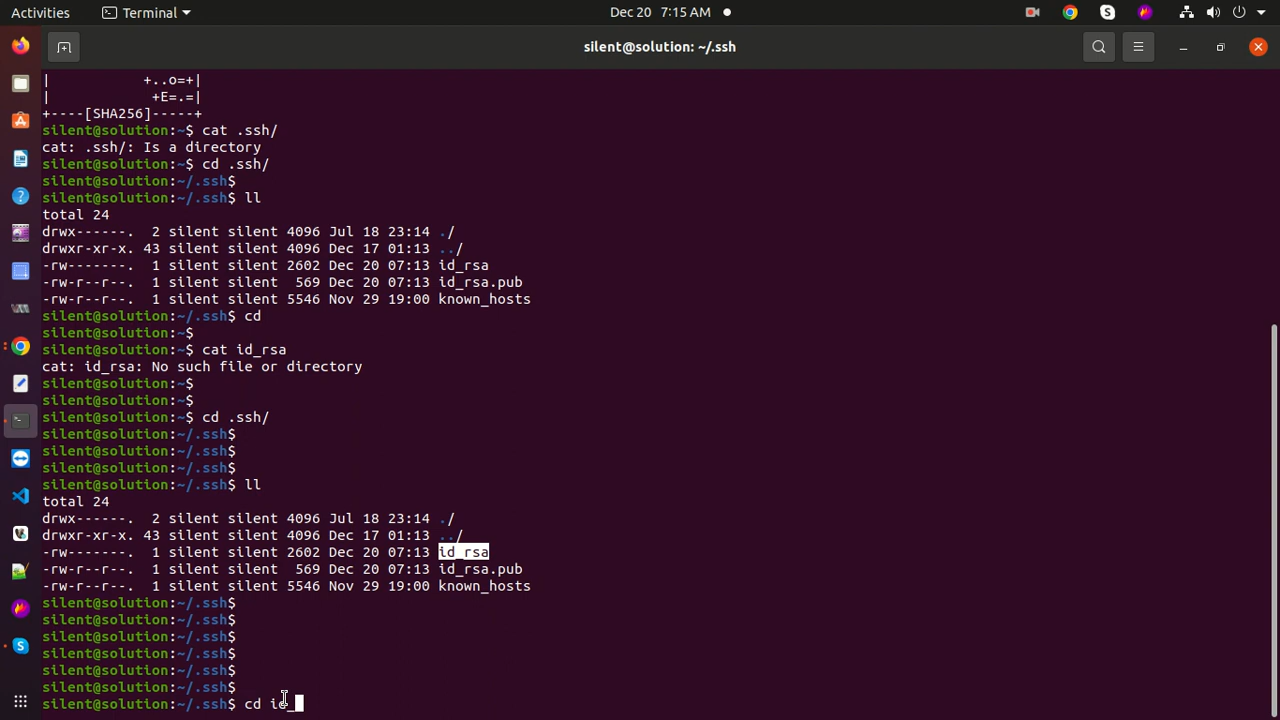 Activities Terminal Dec 20 7:15 AM
silent@solution: ~/.ssh
| +..o=+|
| +E=.=|
+----[SHA256]-----+
silent@solution:~$ cat .ssh/
cat: .ssh/: Is a directory
silent@solution:~$ cd .ssh/
silent@solution:~/.ssh$
silent@solution:~/.ssh$ ll
total 24
drwx------. 2 silent silent 4096 Jul 18 23:14 ./
drwxr-xr-x. 43 silent silent 4096 Dec 17 01:13 ../
-rw-------. 1 silent silent 2602 Dec 20 07:13 id_rsa
-rw-r--r--. 1 silent silent 569 Dec 20 07:13 id_rsa.pub
-rw-r--r--. 1 silent silent 5546 Nov 29 19:00 known_hosts
silent@solution:~/.ssh$ cd
silent@solution:~$
silent@solution:~$ cat id_rsa
cat: id_rsa: No such file or directory
silent@solution:~$
silent@solution:~$
silent@solution:~$ cd .ssh/
silent@solution:~/.ssh$
silent@solution:~/.ssh$
silent@solution:~/.ssh$
silent@solution:~/.ssh$ ll
total 24
drwx------. 2 silent silent 4096 Jul 18 23:14 ./
drwxr-xr-x. 43 silent silent 4096 Dec 17 01:13 ../
-rw-------. 1 silent silent 2602 Dec 20 07:13 id_rsa
-rw-r--r--. 1 silent silent 569 Dec 20 07:13 id_rsa.pub
-rw-r--r--. 1 silent silent 5546 Nov 29 19:00 known_hosts
silent@solution:~/.ssh$
silent@solution:~/.ssh$
silent@solution:~/.ssh$
silent@solution:~/.ssh$
silent@solution:~/.ssh$
silent@solution:~/.ssh$
silent@solution:~/.ssh$ cd id_